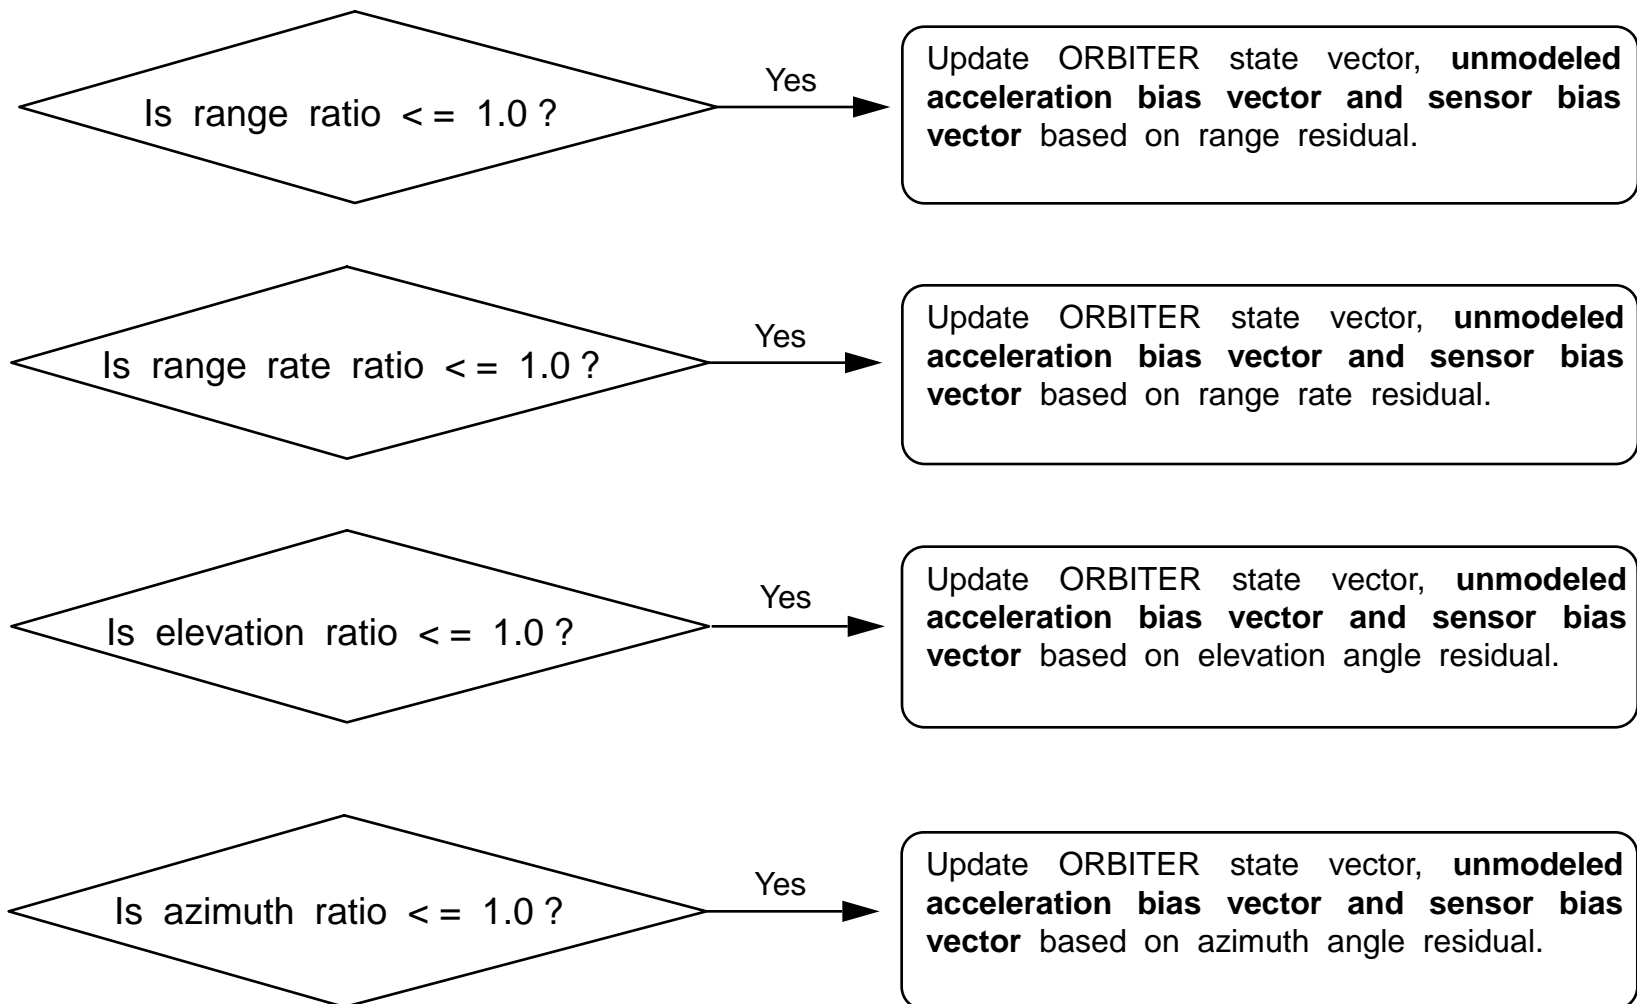 Is range ratio < = 1.0 ?
Yes
Update ORBITER state vector, unmodeled
acceleration bias vector and sensor bias
vector based on range residual.
Is range rate ratio < = 1.0 ?
Yes
Update ORBITER state vector, unmodeled
acceleration bias vector and sensor bias
vector based on range rate residual.
Is elevation ratio < = 1.0 ?
Yes
Update ORBITER state vector, unmodeled
acceleration bias vector and sensor bias
vector based on elevation angle residual.
Is azimuth ratio < = 1.0 ?
Yes
Update ORBITER state vector, unmodeled
acceleration bias vector and sensor bias
vector based on azimuth angle residual.